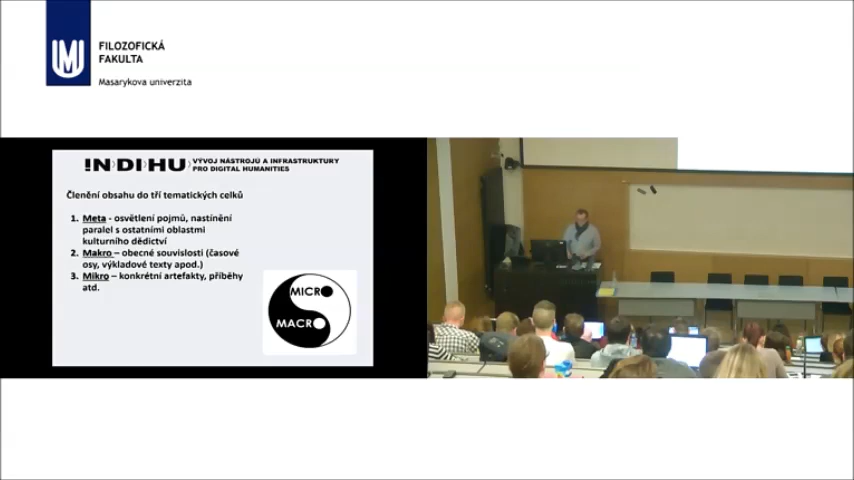 FILOZOFICKÁ
FAKULTA
Masarykova univerzita
!N›DI›HU
VÝVOJ NÁSTROJŮ A INFRASTRUKTURY
PRO DIGITAL HUMANITIES
Členění obsahu do tří tematických celků
1. Meta - osvětlení pojmů, nastínění
paralel s ostatními oblastmi
kulturního dědictví
2. Makro – obecné souvislosti (časové
osy, výkladové texty apod.)
3. Mikro – konkrétní artefakty, příběhy
atd.
MICRO
MACRO